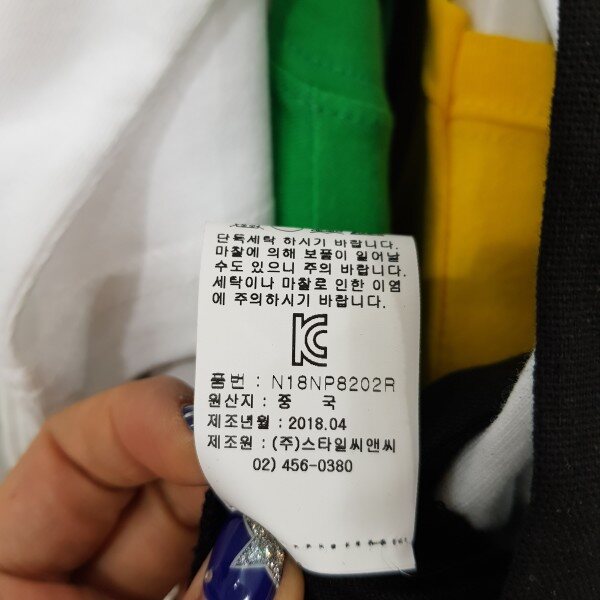 단독세탁 하시기 바랍니다.
마찰에 의해 보풀이 일어날
수도 있으니 주의 바랍니다.
세탁이나 마찰로 인한 이염
에 주의하시기 바랍니다.
KC
품번 : N18NP8202R
원산지 : 중 국
제조년월 : 2018.04
제조원 : (주)스타일씨앤씨
02) 456-0380